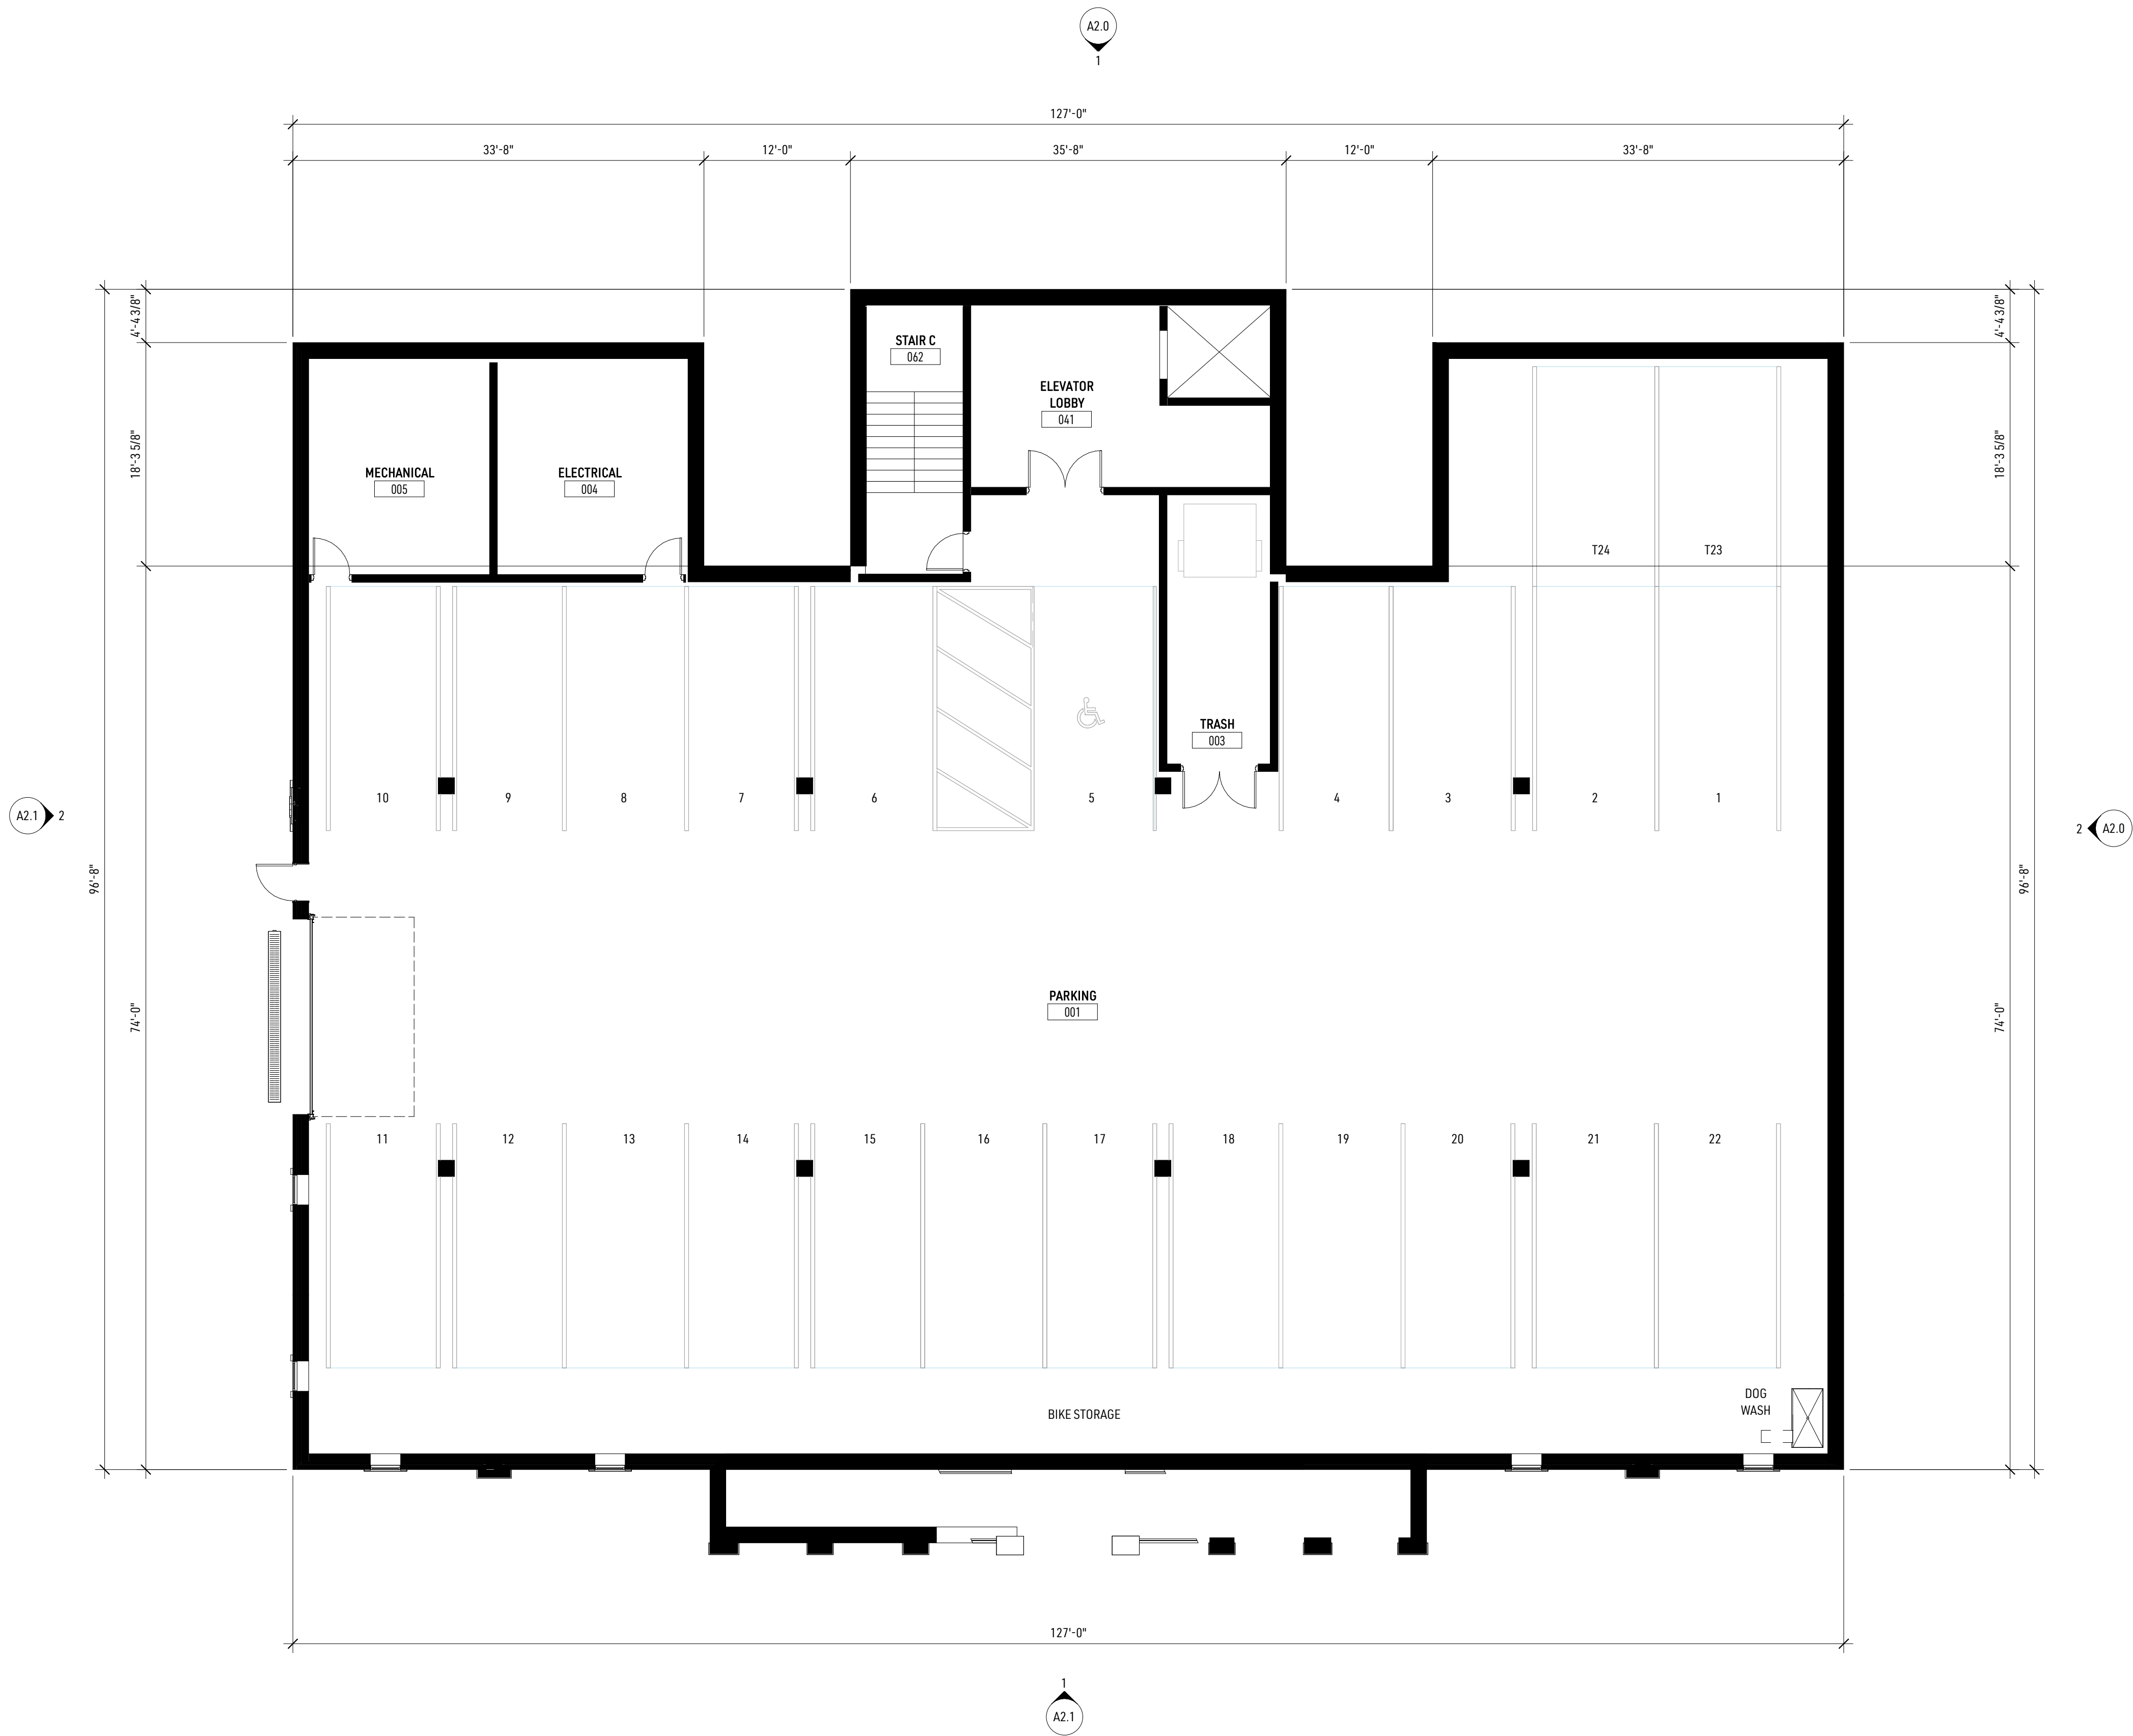 A2.0
1
127'-0"
33'-8"
12'-0"
35'-8"
12'-0"
33'-8"
4'-4 3/8"
4'-4 3/8"
STAIR C
062
ELEVATOR
LOBBY
041
18'-3 5/8"
18'-3 5/8"
MECHANICAL
005
ELECTRICAL
004
T24
T23
TRASH
003
10
9
8
7
6
5
4
3
2
1
A2.1
2
2
A2.0
96'-8"
96'-8"
PARKING
001
74'-0"
74'-0"
11
12
13
14
15
16
17
18
19
20
21
22
DOG
WASH
BIKE STORAGE
127'-0"
1
A2.1